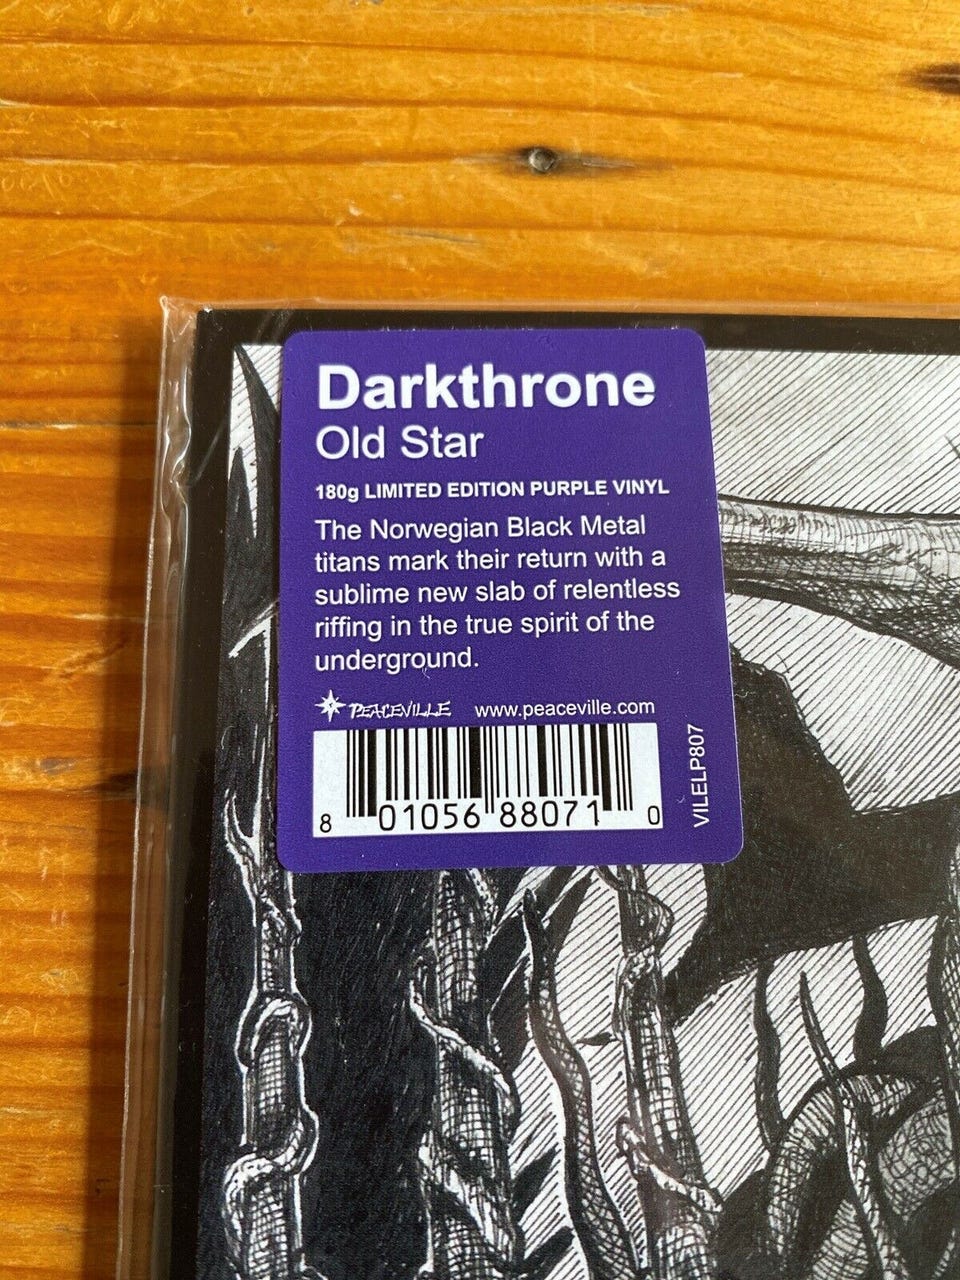 Darkthrone
Old Star
180g LIMITED EDITION PURPLE VINYL
The Norwegian Black Metal
titans mark their return with a
sublime new slab of relentless
riffing in the true spirit of the
underground.
PEACEVILLE www.peaceville.com
8 01056 88071 0
VILELP807